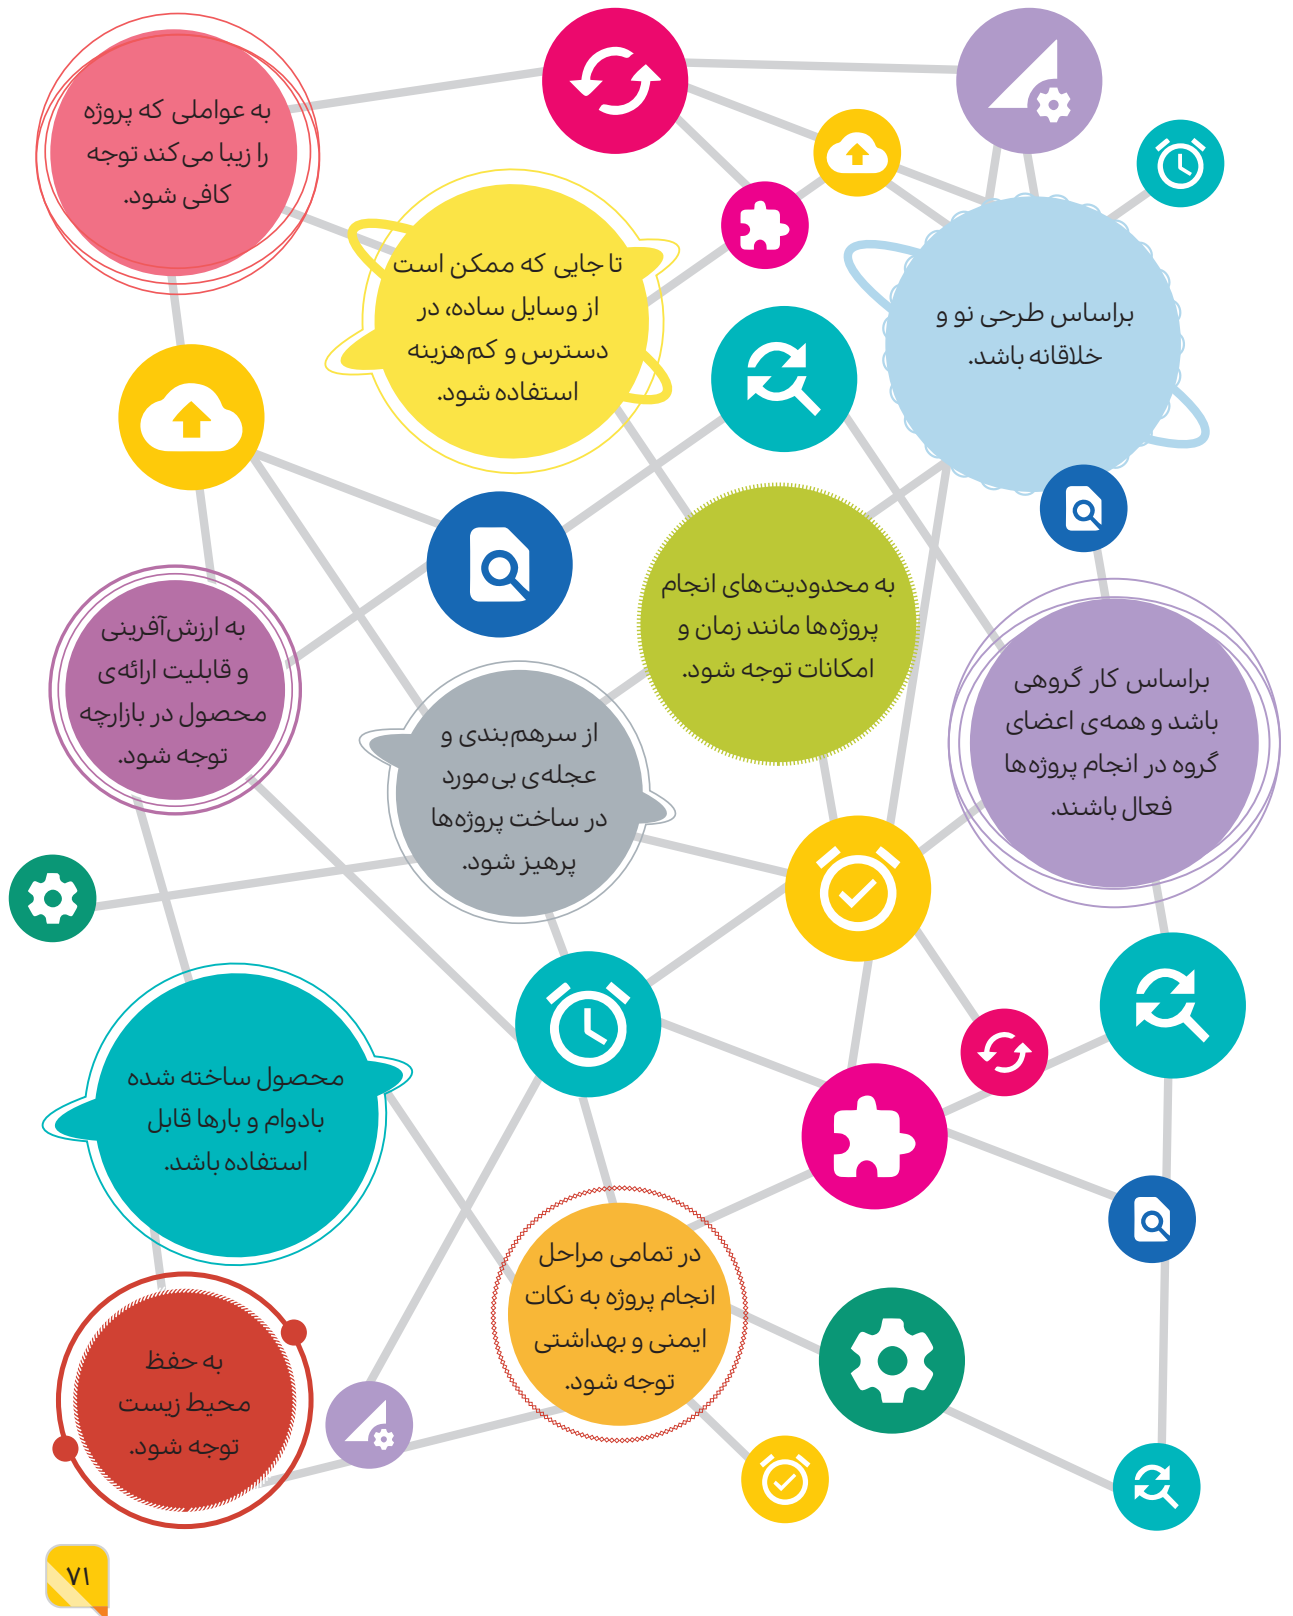 به عواملی که پروژه
را زیبا می‌کند توجه
کافی شود.
تا جایی که ممکن است
از وسایل ساده، در
دسترس و کم‌هزینه
استفاده شود.
براساس طرحی نو و
خلاقانه باشد.
به محدودیت‌های انجام
پروژه‌ها مانند زمان و
امکانات توجه شود.
به ارزش‌آفرینی
و قابلیت ارائه‌ی
محصول در بازارچه
توجه شود.
براساس کار گروهی
باشد و همه‌ی اعضای
گروه در انجام پروژه‌ها
فعال باشند.
از سرهم‌بندی و
عجله‌ی بی‌مورد
در ساخت پروژه‌ها
پرهیز شود.
محصول ساخته شده
بادوام و بارها قابل
استفاده باشد.
در تمامی مراحل
انجام پروژه به نکات
ایمنی و بهداشتی
توجه شود.
به حفظ
محیط زیست
توجه شود.
۷۱